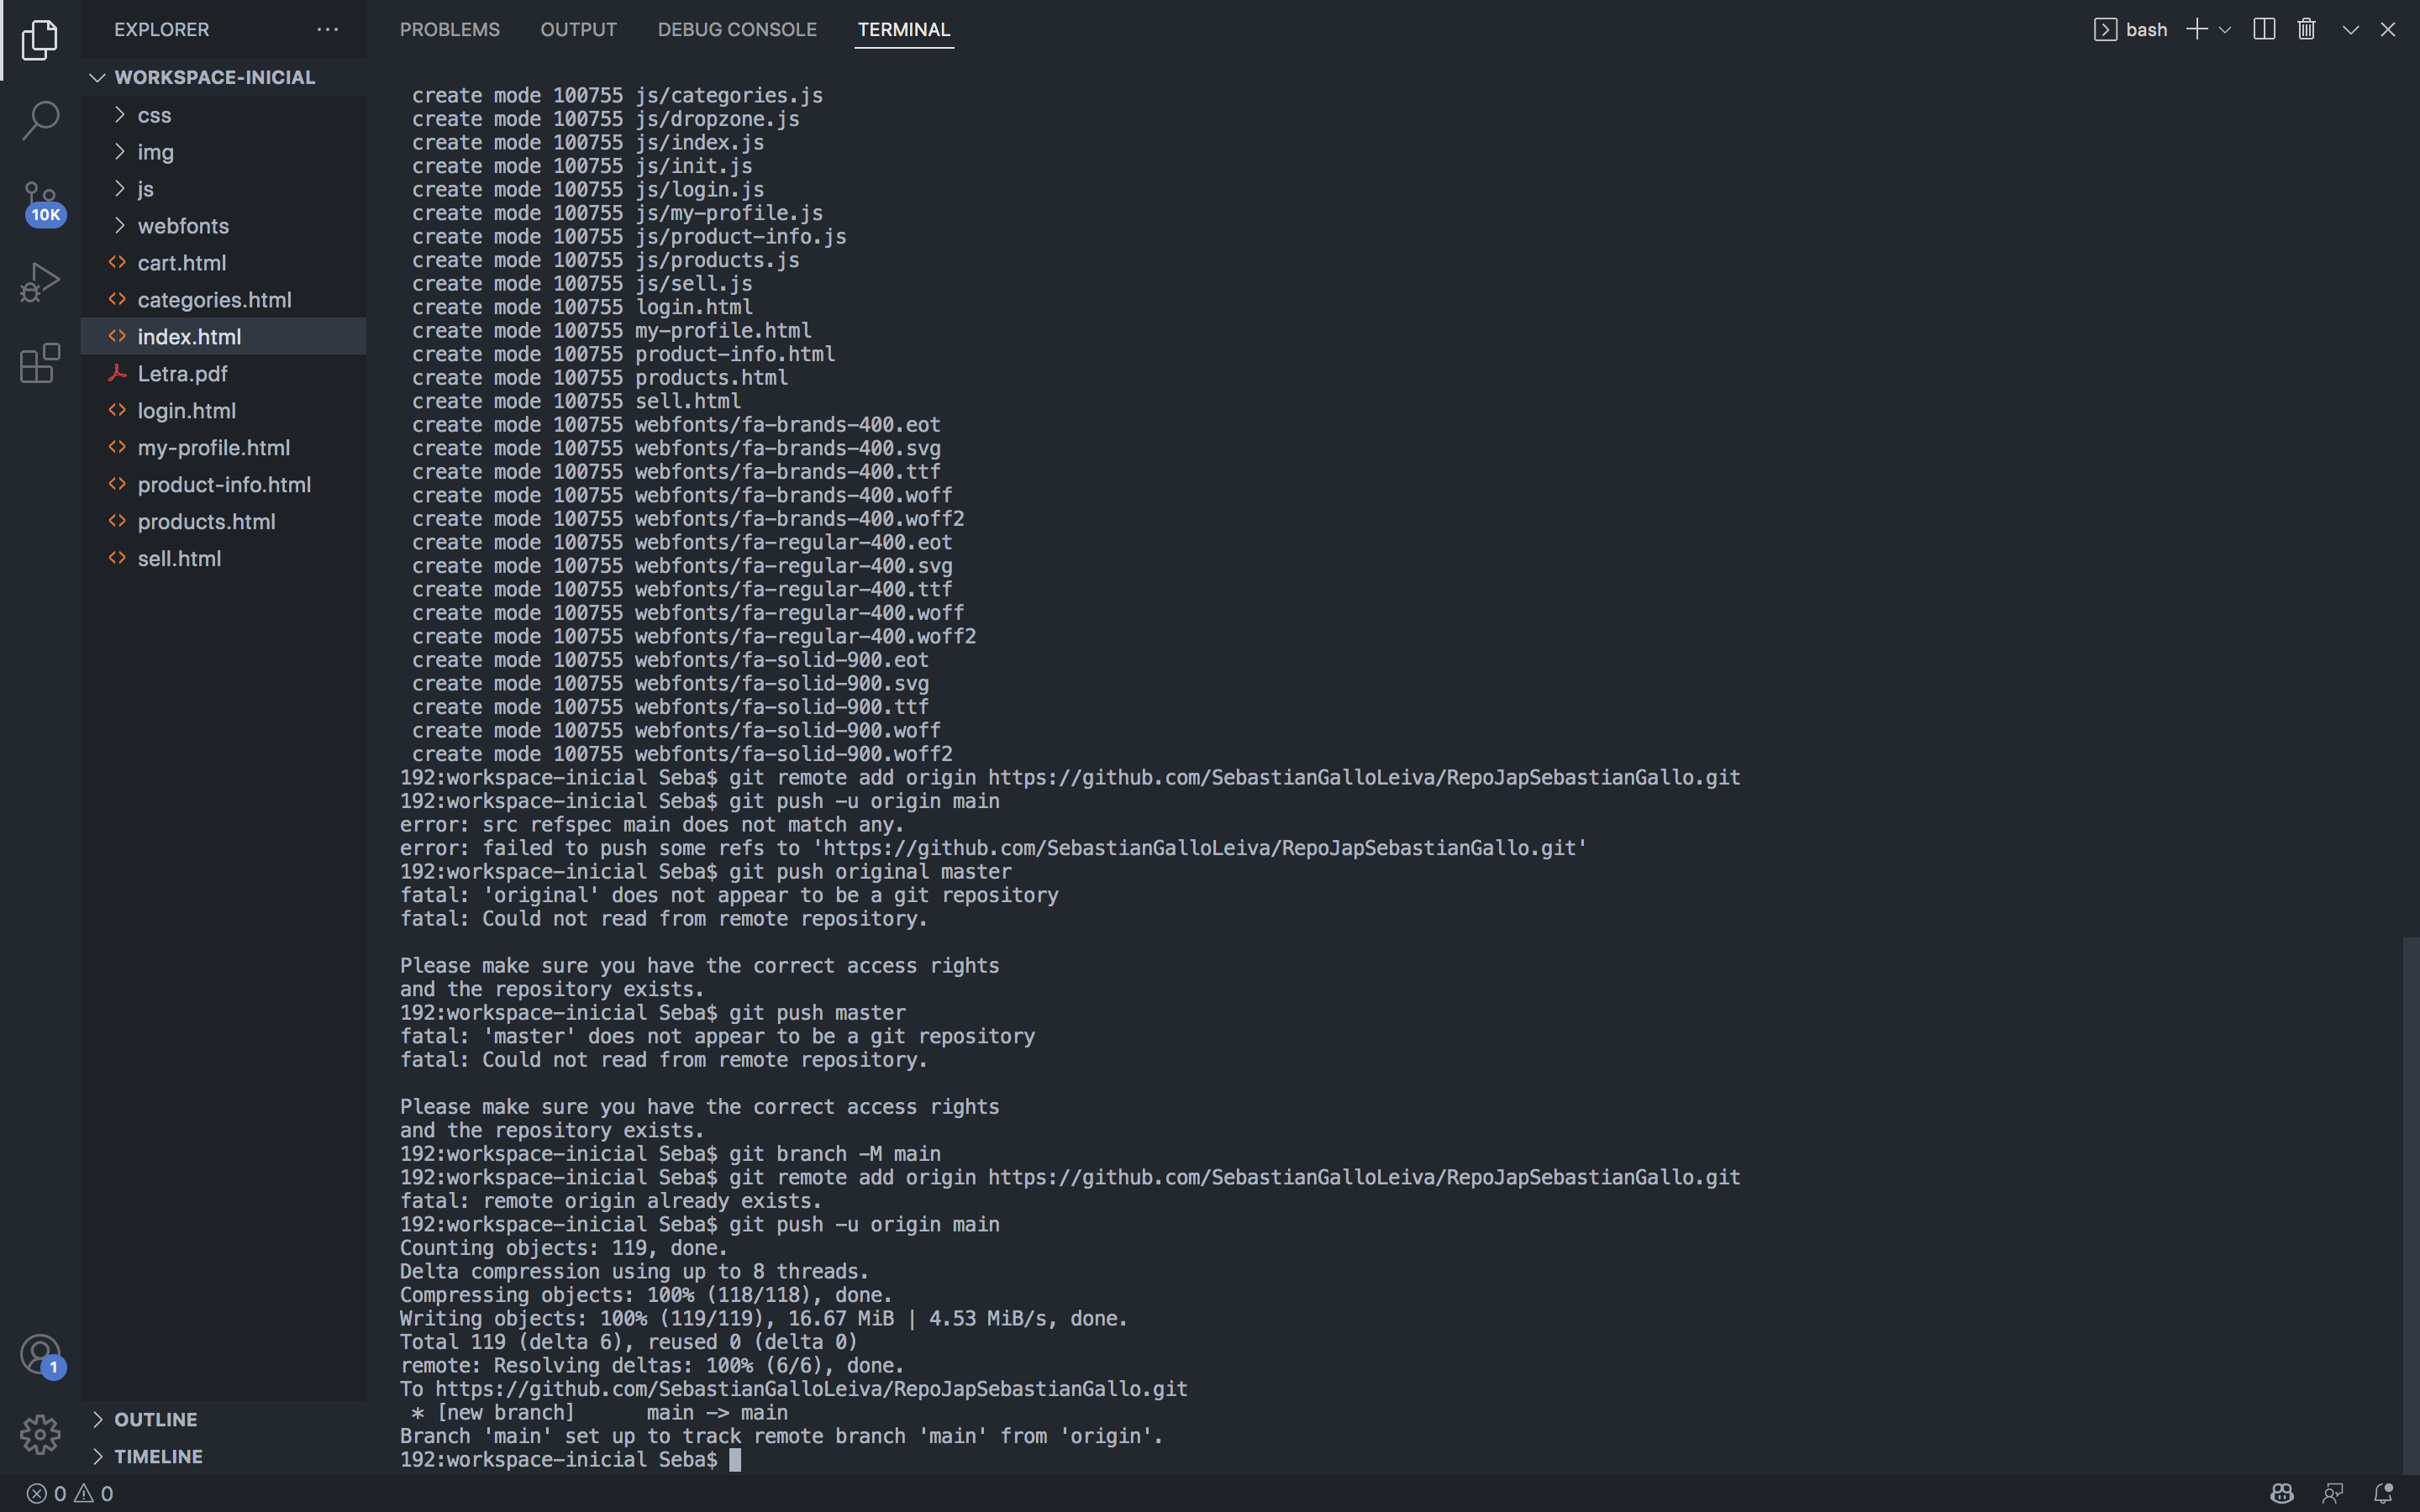 EXPLORER
PROBLEMS OUTPUT DEBUG CONSOLE TERMINAL
bash
WORKSPACE-INICIAL
css
img
js
webfonts
cart.html
categories.html
index.html
Letra.pdf
login.html
my-profile.html
product-info.html
products.html
sell.html
10K
1
OUTLINE
TIMELINE
create mode 100755 js/categories.js
create mode 100755 js/dropzone.js
create mode 100755 js/index.js
create mode 100755 js/init.js
create mode 100755 js/login.js
create mode 100755 js/my-profile.js
create mode 100755 js/product-info.js
create mode 100755 js/products.js
create mode 100755 js/sell.js
create mode 100755 login.html
create mode 100755 my-profile.html
create mode 100755 product-info.html
create mode 100755 products.html
create mode 100755 sell.html
create mode 100755 webfonts/fa-brands-400.eot
create mode 100755 webfonts/fa-brands-400.svg
create mode 100755 webfonts/fa-brands-400.ttf
create mode 100755 webfonts/fa-brands-400.woff
create mode 100755 webfonts/fa-brands-400.woff2
create mode 100755 webfonts/fa-regular-400.eot
create mode 100755 webfonts/fa-regular-400.svg
create mode 100755 webfonts/fa-regular-400.ttf
create mode 100755 webfonts/fa-regular-400.woff
create mode 100755 webfonts/fa-regular-400.woff2
create mode 100755 webfonts/fa-solid-900.eot
create mode 100755 webfonts/fa-solid-900.svg
create mode 100755 webfonts/fa-solid-900.ttf
create mode 100755 webfonts/fa-solid-900.woff
create mode 100755 webfonts/fa-solid-900.woff2
192:workspace-inicial Seba$ git remote add origin https://github.com/SebastianGalloLeiva/RepoJapSebastianGallo.git
192:workspace-inicial Seba$ git push -u origin main
error: src refspec main does not match any.
error: failed to push some refs to 'https://github.com/SebastianGalloLeiva/RepoJapSebastianGallo.git'
192:workspace-inicial Seba$ git push original master
fatal: 'original' does not appear to be a git repository
fatal: Could not read from remote repository.
Please make sure you have the correct access rights
and the repository exists.
192:workspace-inicial Seba$ git push master
fatal: 'master' does not appear to be a git repository
fatal: Could not read from remote repository.
Please make sure you have the correct access rights
and the repository exists.
192:workspace-inicial Seba$ git branch -M main
192:workspace-inicial Seba$ git remote add origin https://github.com/SebastianGalloLeiva/RepoJapSebastianGallo.git
fatal: remote origin already exists.
192:workspace-inicial Seba$ git push -u origin main
Counting objects: 119, done.
Delta compression using up to 8 threads.
Compressing objects: 100% (118/118), done.
Writing objects: 100% (119/119), 16.67 MiB | 4.53 MiB/s, done.
Total 119 (delta 6), reused 0 (delta 0)
remote: Resolving deltas: 100% (6/6), done.
To https://github.com/SebastianGalloLeiva/RepoJapSebastianGallo.git
* [new branch]      main -> main
Branch 'main' set up to track remote branch 'main' from 'origin'.
192:workspace-inicial Seba$
0 0